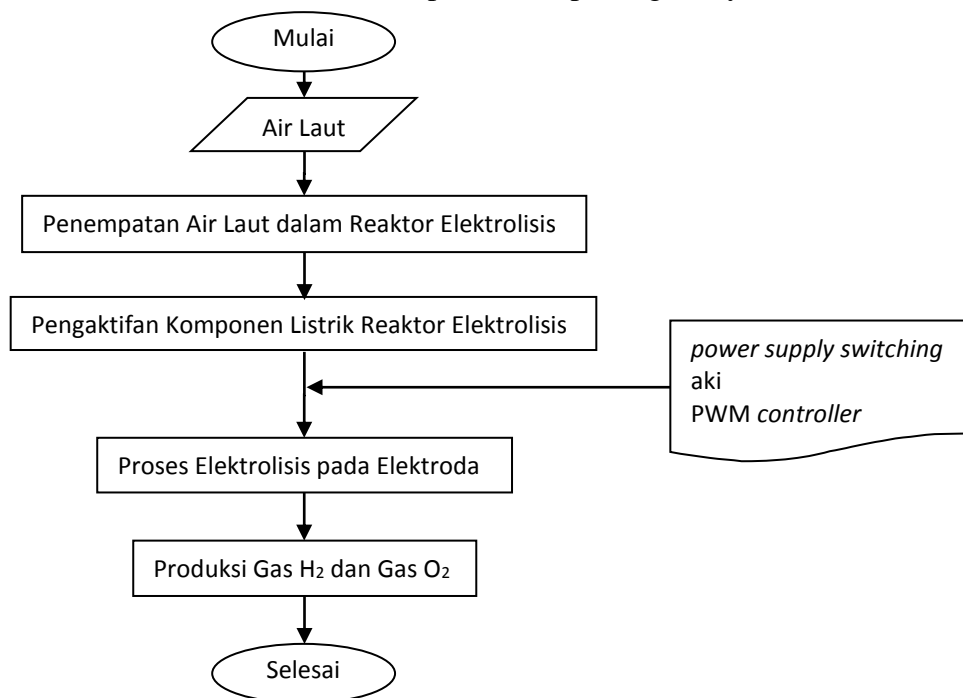 Mulai
Air Laut
Penempatan Air Laut dalam Reaktor Elektrolisis
Pengaktifan Komponen Listrik Reaktor Elektrolisis
power supply switching
aki
PWM controller
Proses Elektrolisis pada Elektroda
Produksi Gas H₂ dan Gas O₂
Selesai